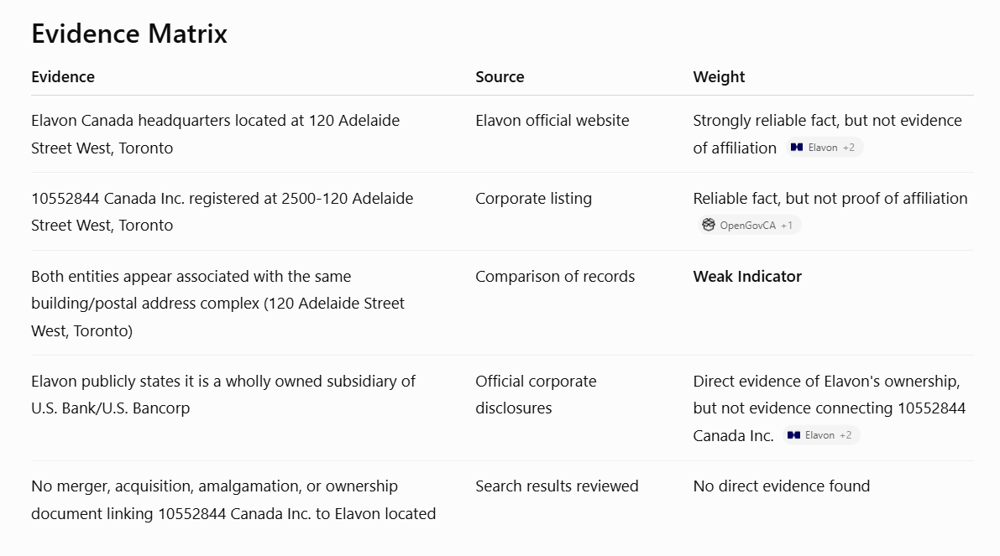 Evidence Matrix
Evidence Source Weight
Elavon Canada headquarters located at 120 Adelaide Elavon official website Strongly reliable fact, but not evidence
Street West, Toronto of affiliation Elavon +2
10552844 Canada Inc. registered at 2500-120 Adelaide Corporate listing Reliable fact, but not proof of affiliation
Street West, Toronto OpenGovCA +1
Both entities appear associated with the same Comparison of records Weak Indicator
building/postal address complex (120 Adelaide Street
West, Toronto)
Elavon publicly states it is a wholly owned subsidiary of Official corporate Direct evidence of Elavon's ownership,
U.S. Bank/U.S. Bancorp disclosures but not evidence connecting 10552844
Canada Inc. Elavon +2
No merger, acquisition, amalgamation, or ownership Search results reviewed No direct evidence found
document linking 10552844 Canada Inc. to Elavon located